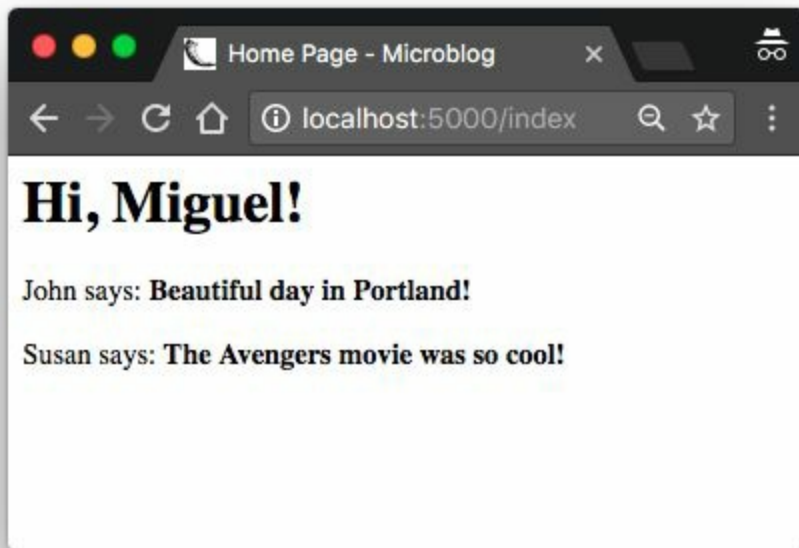 Home Page - Microblog
localhost:5000/index
Hi, Miguel!
John says: Beautiful day in Portland!
Susan says: The Avengers movie was so cool!